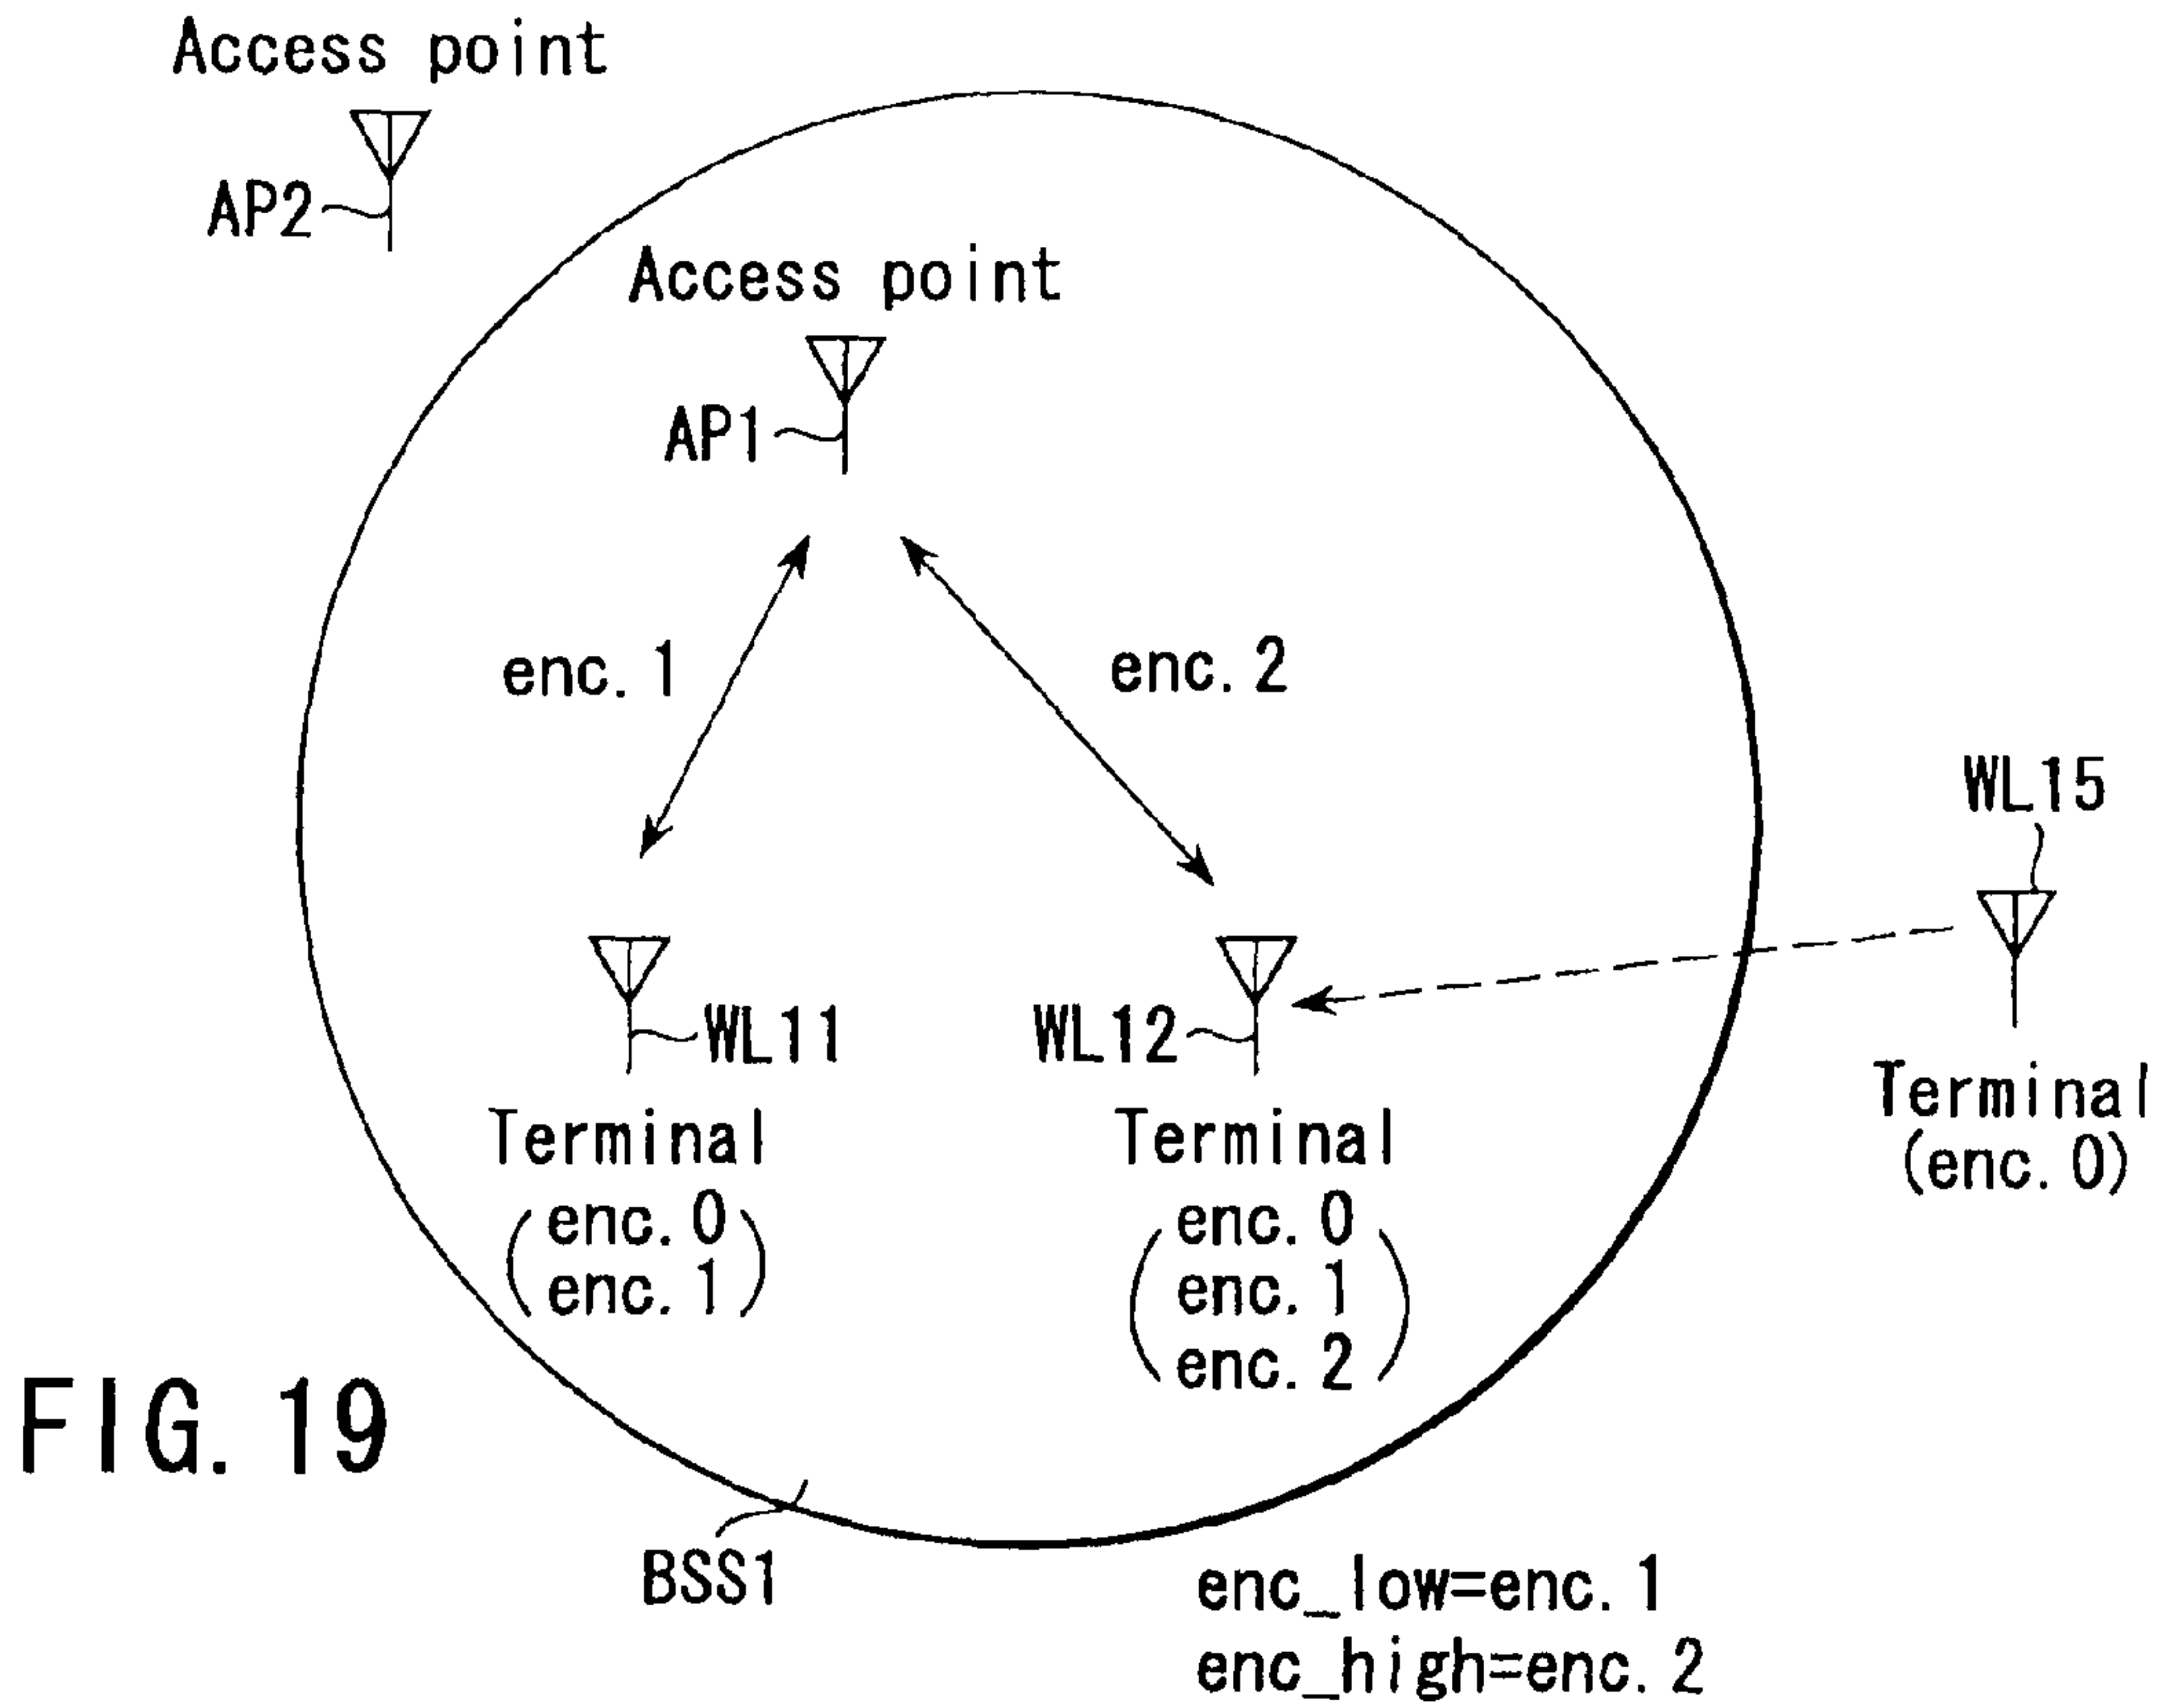 Access point
AP2
Access point
AP1
enc. 1
enc. 2
WL15
WL11
WL12
Terminal
(enc. 0)
Terminal
(enc. 0
enc. 1)
Terminal
(enc. 0
enc. 1
enc. 2)
FIG. 19
BSS1
enc_low=enc. 1
enc_high=enc. 2